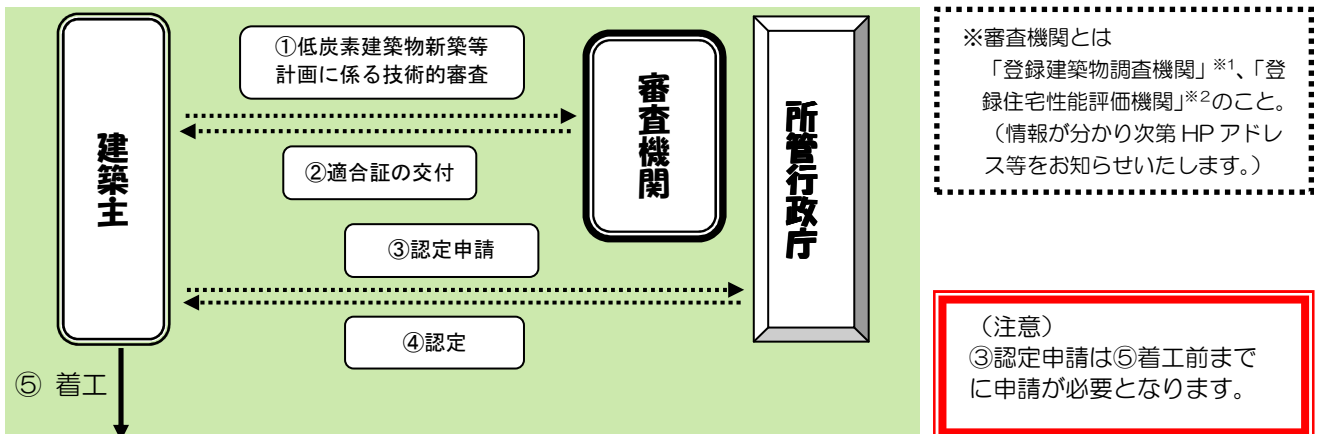 ①低炭素建築物新築等
計画に係る技術的審査
建築主
審査機関
所管行政庁
②適合証の交付
③認定申請
④認定
⑤ 着工
※審査機関とは
「登録建築物調査機関」※1、「登
録住宅性能評価機関」※2のこと。
（情報が分かり次第 HP アドレ
ス等をお知らせいたします。）
（注意）
③認定申請は⑤着工前まで
に申請が必要となります。